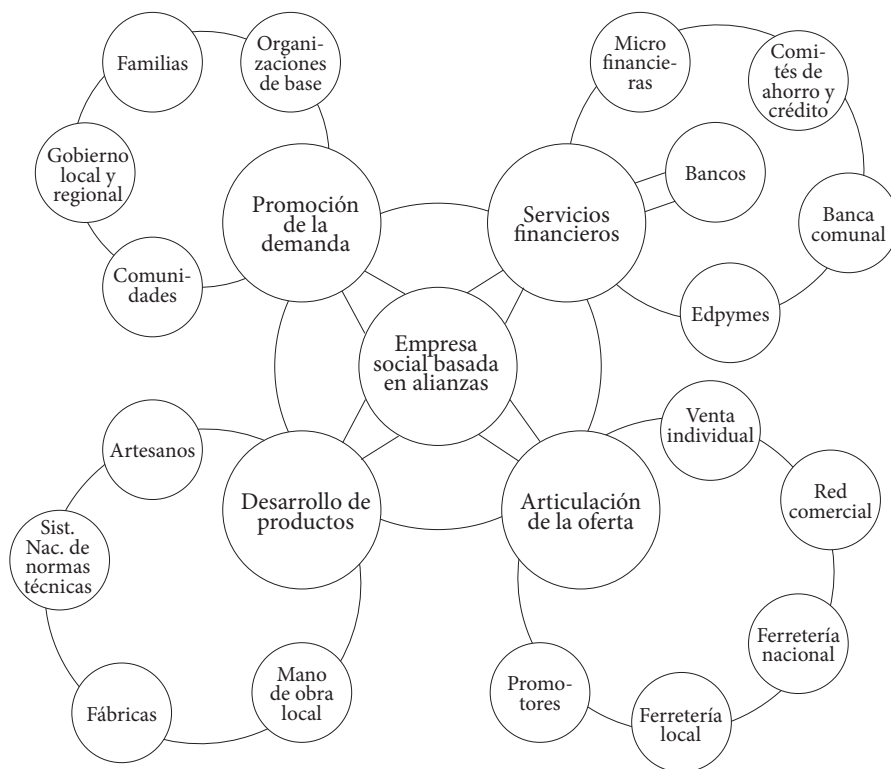 Familias
Organi-
zaciones
de base
Gobierno
local y
regional
Comuni-
dades
Promoción
de la
demanda
Micro
financie-
ras
Comi-
tés de
ahorro y
crédito
Bancos
Banca
comunal
Edpymes
Servicios
financieros
Empresa
social basada
en alianzas
Artesanos
Sist.
Nac. de
normas
técnicas
Fábricas
Mano
de obra
local
Desarrollo de
productos
Articulación
de la oferta
Venta
individual
Red
comercial
Ferretería
nacional
Ferretería
local
Promo-
tores